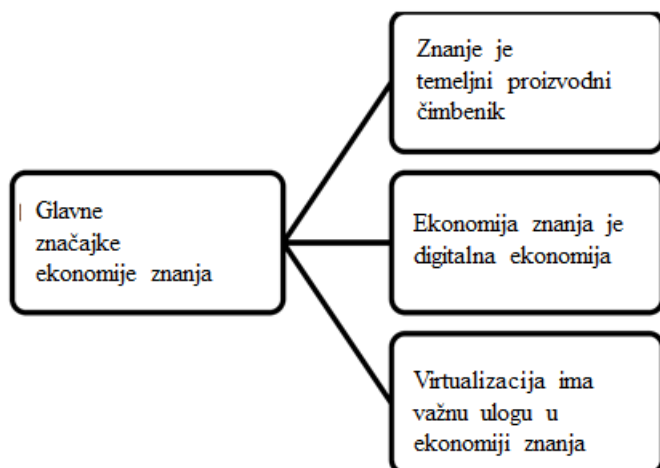 Glavne
značajke
ekonomije znanja
Znanje je
temeljni proizvodni
čimbenik
Ekonomija znanja je
digitalna ekonomija
Virtualizacija ima
važnu ulogu u
ekonomiji znanja